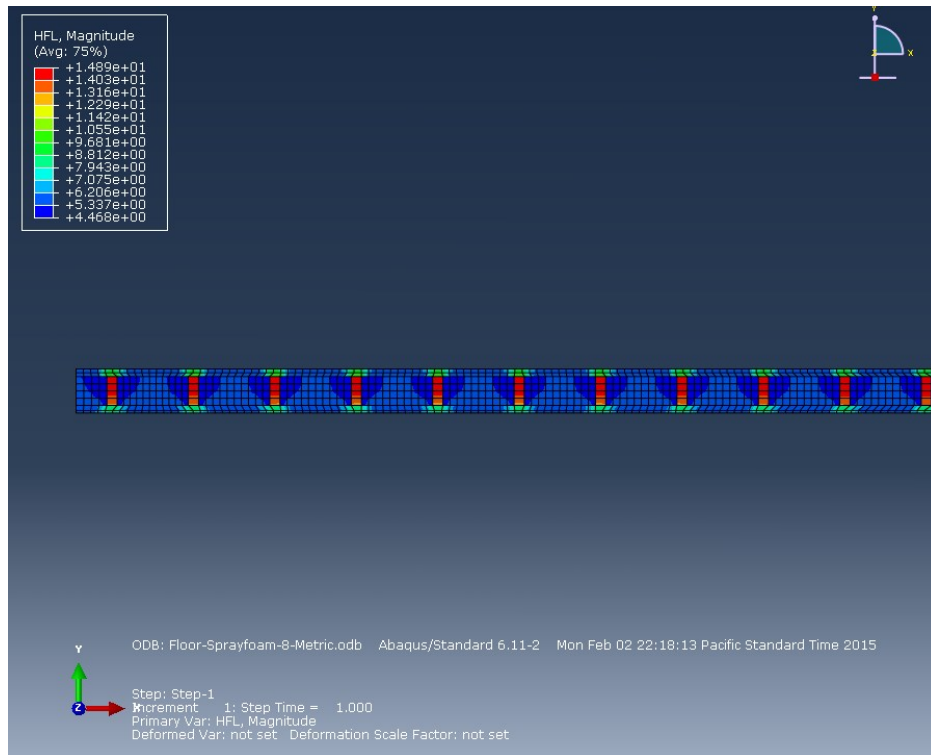 HFL, Magnitude
(Avg: 75%)
+1.489e+01
+1.403e+01
+1.316e+01
+1.229e+01
+1.142e+01
+1.055e+01
+9.681e+00
+8.812e+00
+7.943e+00
+7.075e+00
+6.206e+00
+5.337e+00
+4.468e+00
Y
Z
X
ODB: Floor-Sprayfoam-8-Metric.odb Abaqus/Standard 6.11-2 Mon Feb 02 22:18:13 Pacific Standard Time 2015
Y
Z
X
Step: Step-1
Increment 1: Step Time = 1.000
Primary Var: HFL, Magnitude
Deformed Var: not set Deformation Scale Factor: not set